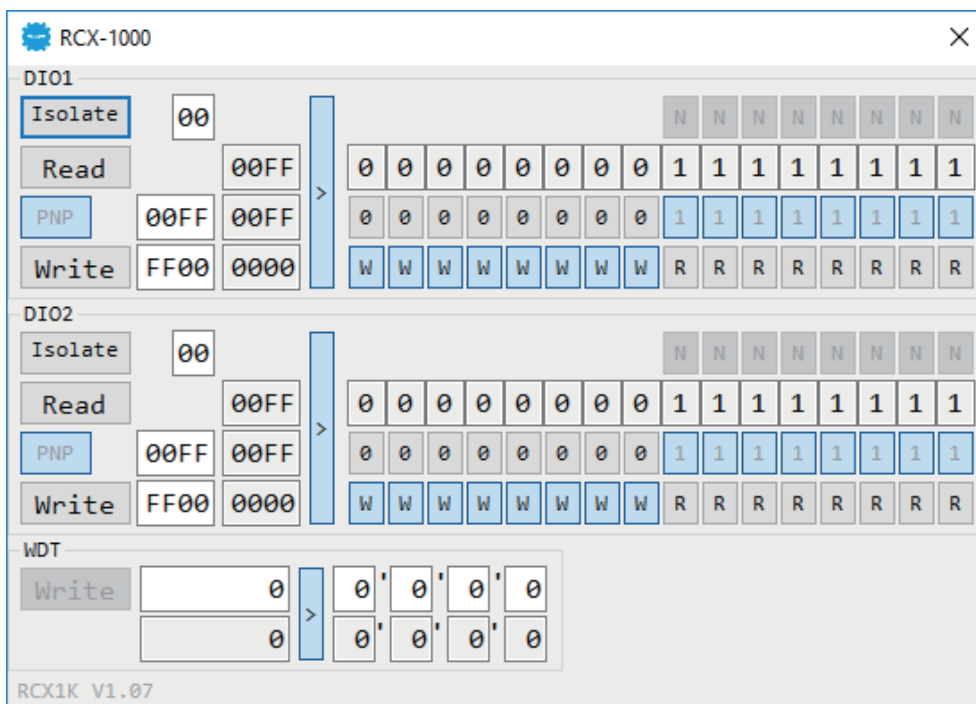 RCX-1000
DIO1
Isolate 00 N N N N N N N N
Read 00FF 0 0 0 0 0 0 0 0 1 1 1 1 1 1 1 1
>
PNP 00FF 00FF 0 0 0 0 0 0 0 0 1 1 1 1 1 1 1 1
Write FF00 0000 W W W W W W W W R R R R R R R R
DIO2
Isolate 00 N N N N N N N N
Read 00FF 0 0 0 0 0 0 0 0 1 1 1 1 1 1 1 1
>
PNP 00FF 00FF 0 0 0 0 0 0 0 0 1 1 1 1 1 1 1 1
Write FF00 0000 W W W W W W W W R R R R R R R R
WDT
Write 0 0 ' 0 ' 0 ' 0
>
0 0 ' 0 ' 0 ' 0
RCX1K V1.07